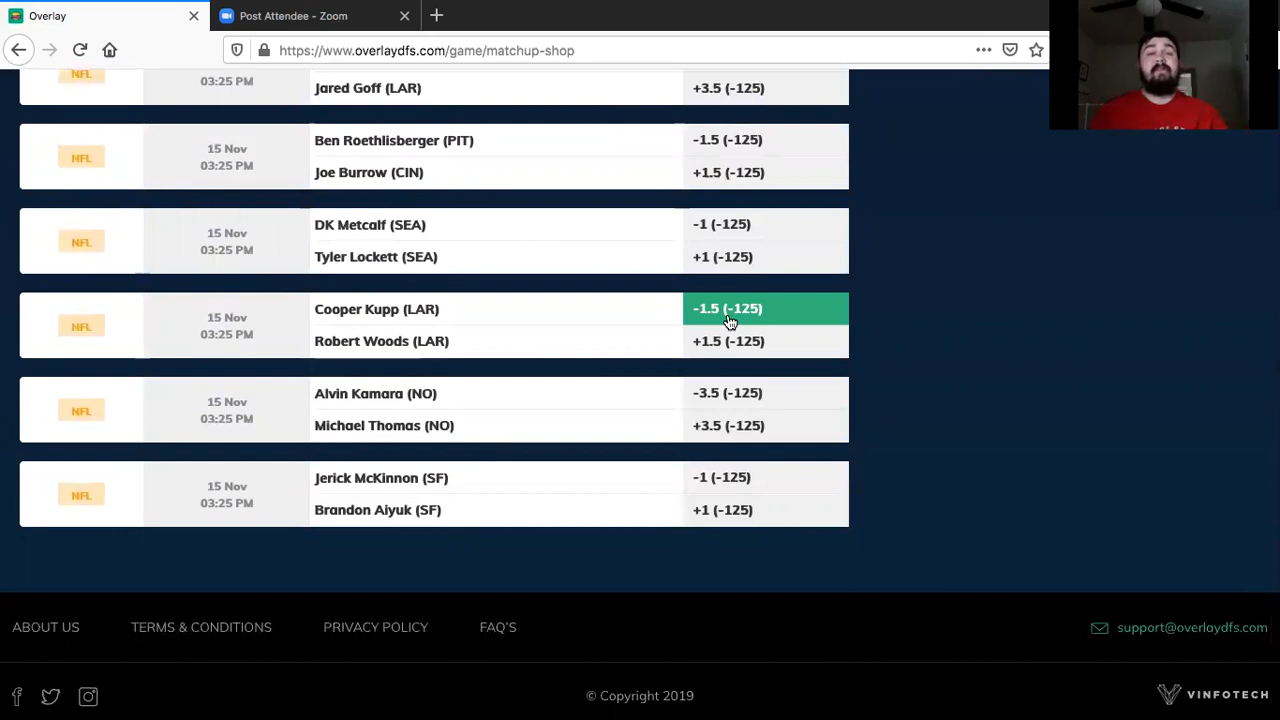 Overlay
Post Attendee - Zoom
https://www.overlaydfs.com/game/matchup-shop
NFL
03:25 PM
Jared Goff (LAR)
+3.5 (-125)
NFL
15 Nov
03:25 PM
Ben Roethlisberger (PIT)
-1.5 (-125)
Joe Burrow (CIN)
+1.5 (-125)
NFL
15 Nov
03:25 PM
DK Metcalf (SEA)
-1 (-125)
Tyler Lockett (SEA)
+1 (-125)
NFL
15 Nov
03:25 PM
Cooper Kupp (LAR)
-1.5 (-125)
Robert Woods (LAR)
+1.5 (-125)
NFL
15 Nov
03:25 PM
Alvin Kamara (NO)
-3.5 (-125)
Michael Thomas (NO)
+3.5 (-125)
NFL
15 Nov
03:25 PM
Jerick McKinnon (SF)
-1 (-125)
Brandon Aiyuk (SF)
+1 (-125)
ABOUT US
TERMS & CONDITIONS
PRIVACY POLICY
FAQ'S
support@overlaydfs.com
© Copyright 2019
VINFOTECH